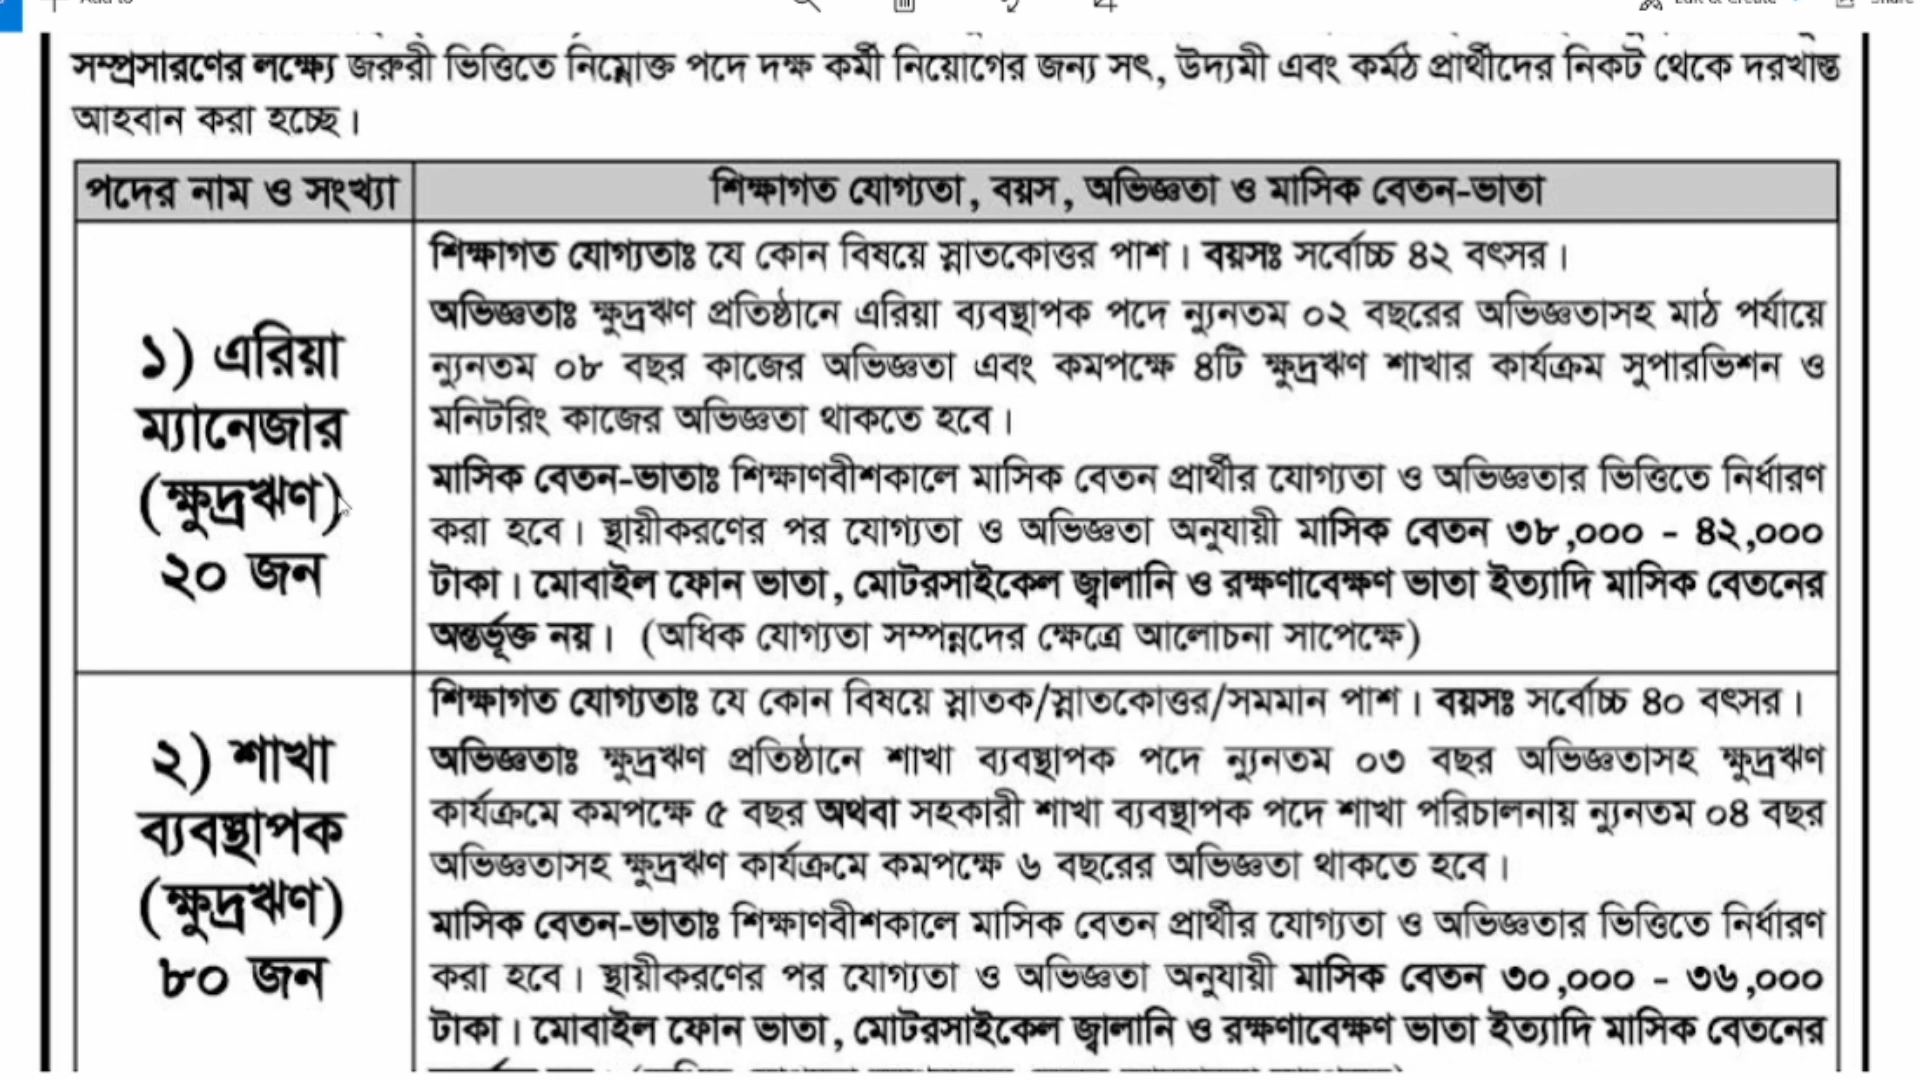 সম্প্রসারণের লক্ষ্যে জরুরী ভিত্তিতে নিম্নোক্ত পদে দক্ষ কর্মী নিয়োগের জন্য সৎ, উদ্যমী এবং কর্মঠ প্রার্থীদের নিকট থেকে দরখাস্ত
আহবান করা হচ্ছে।
পদের নাম ও সংখ্যা
শিক্ষাগত যোগ্যতা, বয়স, অভিজ্ঞতা ও মাসিক বেতন-ভাতা
১) এরিয়া
ম্যানেজার
(ক্ষুদ্রঋণ)
২০ জন
শিক্ষাগত যোগ্যতাঃ যে কোন বিষয়ে স্নাতকোত্তর পাশ। বয়সঃ সর্বোচ্চ ৪২ বৎসর।
অভিজ্ঞতাঃ ক্ষুদ্রঋণ প্রতিষ্ঠানে এরিয়া ব্যবস্থাপক পদে ন্যুনতম ০২ বছরের অভিজ্ঞতাসহ মাঠ পর্যায়ে
ন্যুনতম ০৮ বছর কাজের অভিজ্ঞতা এবং কমপক্ষে ৪টি ক্ষুদ্রঋণ শাখার কার্যক্রম সুপারভিশন ও
মনিটরিং কাজের অভিজ্ঞতা থাকতে হবে।
মাসিক বেতন-ভাতাঃ শিক্ষাণবীশকালে মাসিক বেতন প্রার্থীর যোগ্যতা ও অভিজ্ঞতার ভিত্তিতে নির্ধারণ
করা হবে। স্থায়ীকরণের পর যোগ্যতা ও অভিজ্ঞতা অনুযায়ী মাসিক বেতন ৩৮,০০০ - ৪২,০০০
টাকা। মোবাইল ফোন ভাতা, মোটরসাইকেল জ্বালানি ও রক্ষণাবেক্ষণ ভাতা ইত্যাদি মাসিক বেতনের
অন্তর্ভূক্ত নয়। (অধিক যোগ্যতা সম্পন্নদের ক্ষেত্রে আলোচনা সাপেক্ষে)
২) শাখা
ব্যবস্থাপক
(ক্ষুদ্রঋণ)
৮০ জন
শিক্ষাগত যোগ্যতাঃ যে কোন বিষয়ে স্নাতক/স্নাতকোত্তর/সমমান পাশ। বয়সঃ সর্বোচ্চ ৪০ বৎসর।
অভিজ্ঞতাঃ ক্ষুদ্রঋণ প্রতিষ্ঠানে শাখা ব্যবস্থাপক পদে ন্যুনতম ০৩ বছর অভিজ্ঞতাসহ ক্ষুদ্রঋণ
কার্যক্রমে কমপক্ষে ৫ বছর অথবা সহকারী শাখা ব্যবস্থাপক পদে শাখা পরিচালনায় ন্যুনতম ০৪ বছর
অভিজ্ঞতাসহ ক্ষুদ্রঋণ কার্যক্রমে কমপক্ষে ৬ বছরের অভিজ্ঞতা থাকতে হবে।
মাসিক বেতন-ভাতাঃ শিক্ষাণবীশকালে মাসিক বেতন প্রার্থীর যোগ্যতা ও অভিজ্ঞতার ভিত্তিতে নির্ধারণ
করা হবে। স্থায়ীকরণের পর যোগ্যতা ও অভিজ্ঞতা অনুযায়ী মাসিক বেতন ৩০,০০০ - ৩৬,০০০
টাকা। মোবাইল ফোন ভাতা, মোটরসাইকেল জ্বালানি ও রক্ষণাবেক্ষণ ভাতা ইত্যাদি মাসিক বেতনের